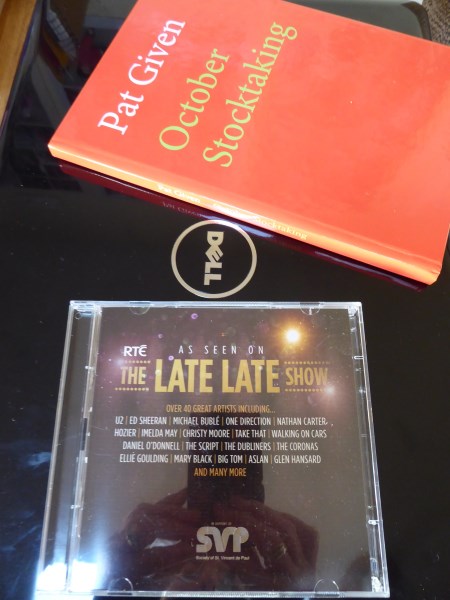 Pat Given
October
Stocktaking
Pat Given
DELL
RTÉ
AS SEEN ON
THE LATE LATE SHOW
OVER 40 GREAT ARTISTS INCLUDING...
U2 | ED SHEERAN | MICHAEL BUBLÉ | ONE DIRECTION | NATHAN CARTER
HOZIER | IMELDA MAY | CHRISTY MOORE | TAKE THAT | WALKING ON CARS
DANIEL O'DONNELL | THE SCRIPT | THE DUBLINERS | THE CORONAS
ELLIE GOULDING | MARY BLACK | BIG TOM | ASLAN | GLEN HANSARD
AND MANY MORE
SVP
Society of St. Vincent de Paul